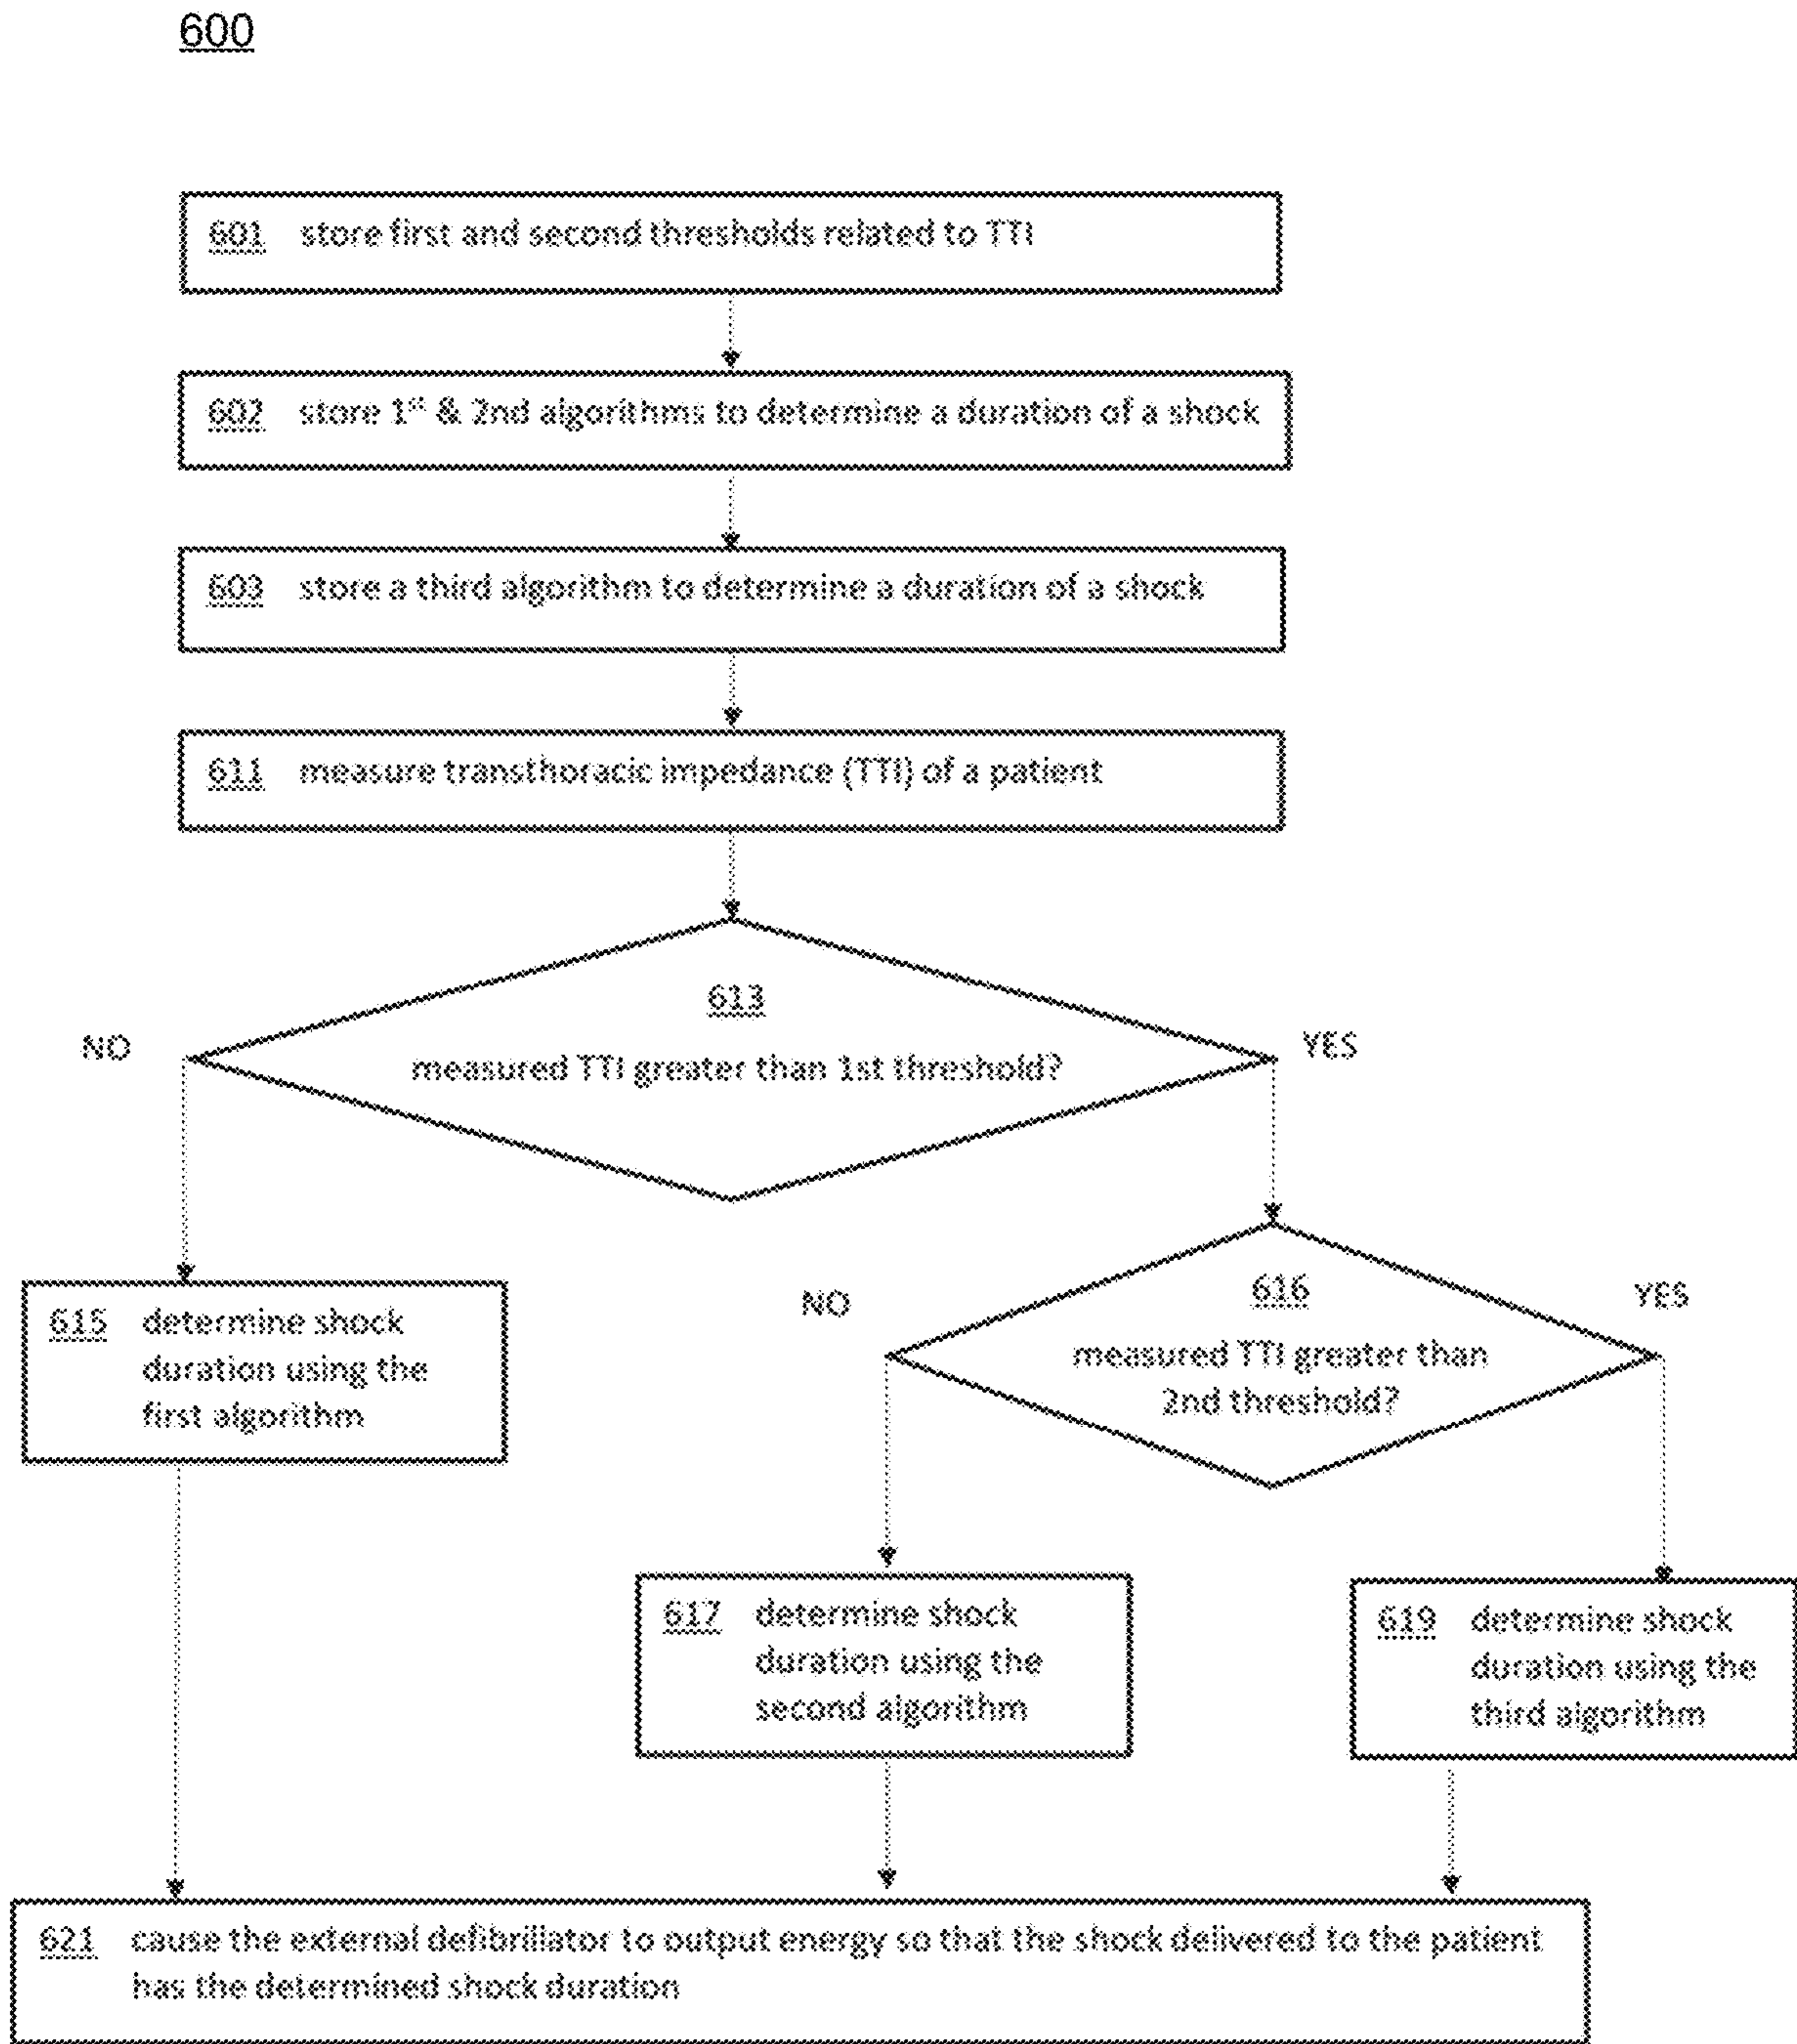 600
601 store first and second thresholds related to TTI
602 store 1st & 2nd algorithms to determine a duration of a shock
603 store a third algorithm to determine a duration of a shock
611 measure transthoracic impedance (TTI) of a patient
613
NO
YES
measured TTI greater than 1st threshold?
616
NO
YES
measured TTI greater than
2nd threshold?
615 determine shock
duration using the
first algorithm
617 determine shock
duration using the
second algorithm
619 determine shock
duration using the
third algorithm
621 cause the external defibrillator to output energy so that the shock delivered to the patient
has the determined shock duration